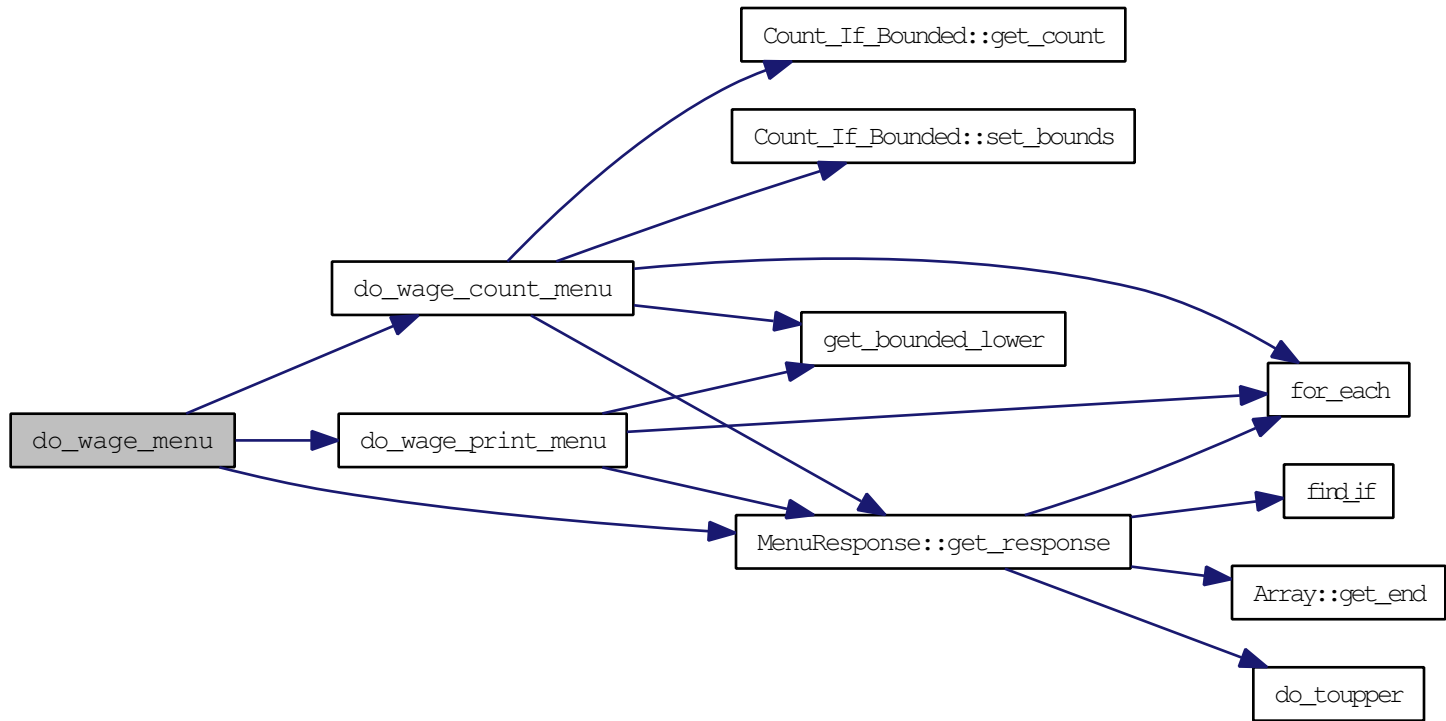 Count_If_Bounded::get_count
Count_If_Bounded::set_bounds
do_wage_count_menu
get_bounded_lower
for_each
do_wage_menu
do_wage_print_menu
find_if
MenuResponse::get_response
Array::get_end
do_toupper